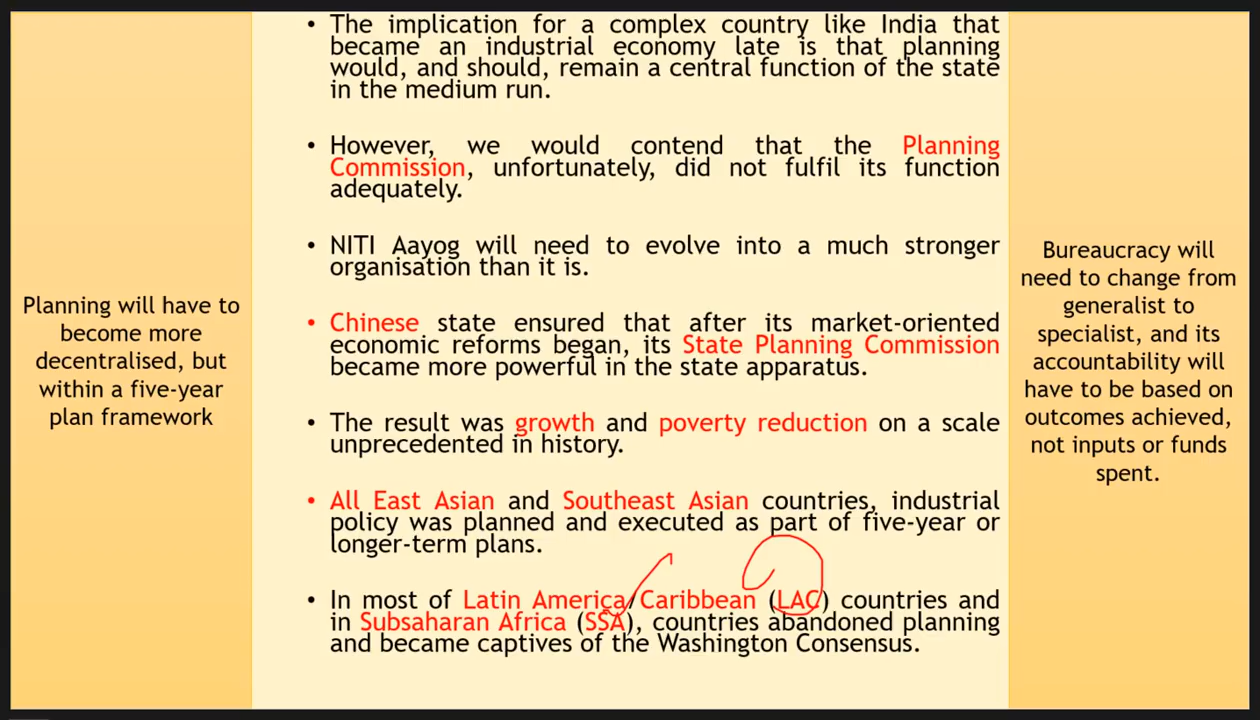 • The implication for a complex country like India that
became an industrial economy late is that planning
would, and should, remain a central function of the state
in the medium run.
• However, we would contend that the Planning
Commission, unfortunately, did not fulfil its function
adequately.
• NITI Aayog will need to evolve into a much stronger
organisation than it is.
• Chinese state ensured that after its market-oriented
economic reforms began, its State Planning Commission
became more powerful in the state apparatus.
• The result was growth and poverty reduction on a scale
unprecedented in history.
• All East Asian and Southeast Asian countries, industrial
policy was planned and executed as part of five-year or
longer-term plans.
• In most of Latin America/Caribbean (LAC) countries and
in Subsaharan Africa (SSA), countries abandoned planning
and became captives of the Washington Consensus.
Planning will have to
become more
decentralised, but
within a five-year
plan framework
Bureaucracy will
need to change from
generalist to
specialist, and its
accountability will
have to be based on
outcomes achieved,
not inputs or funds
spent.